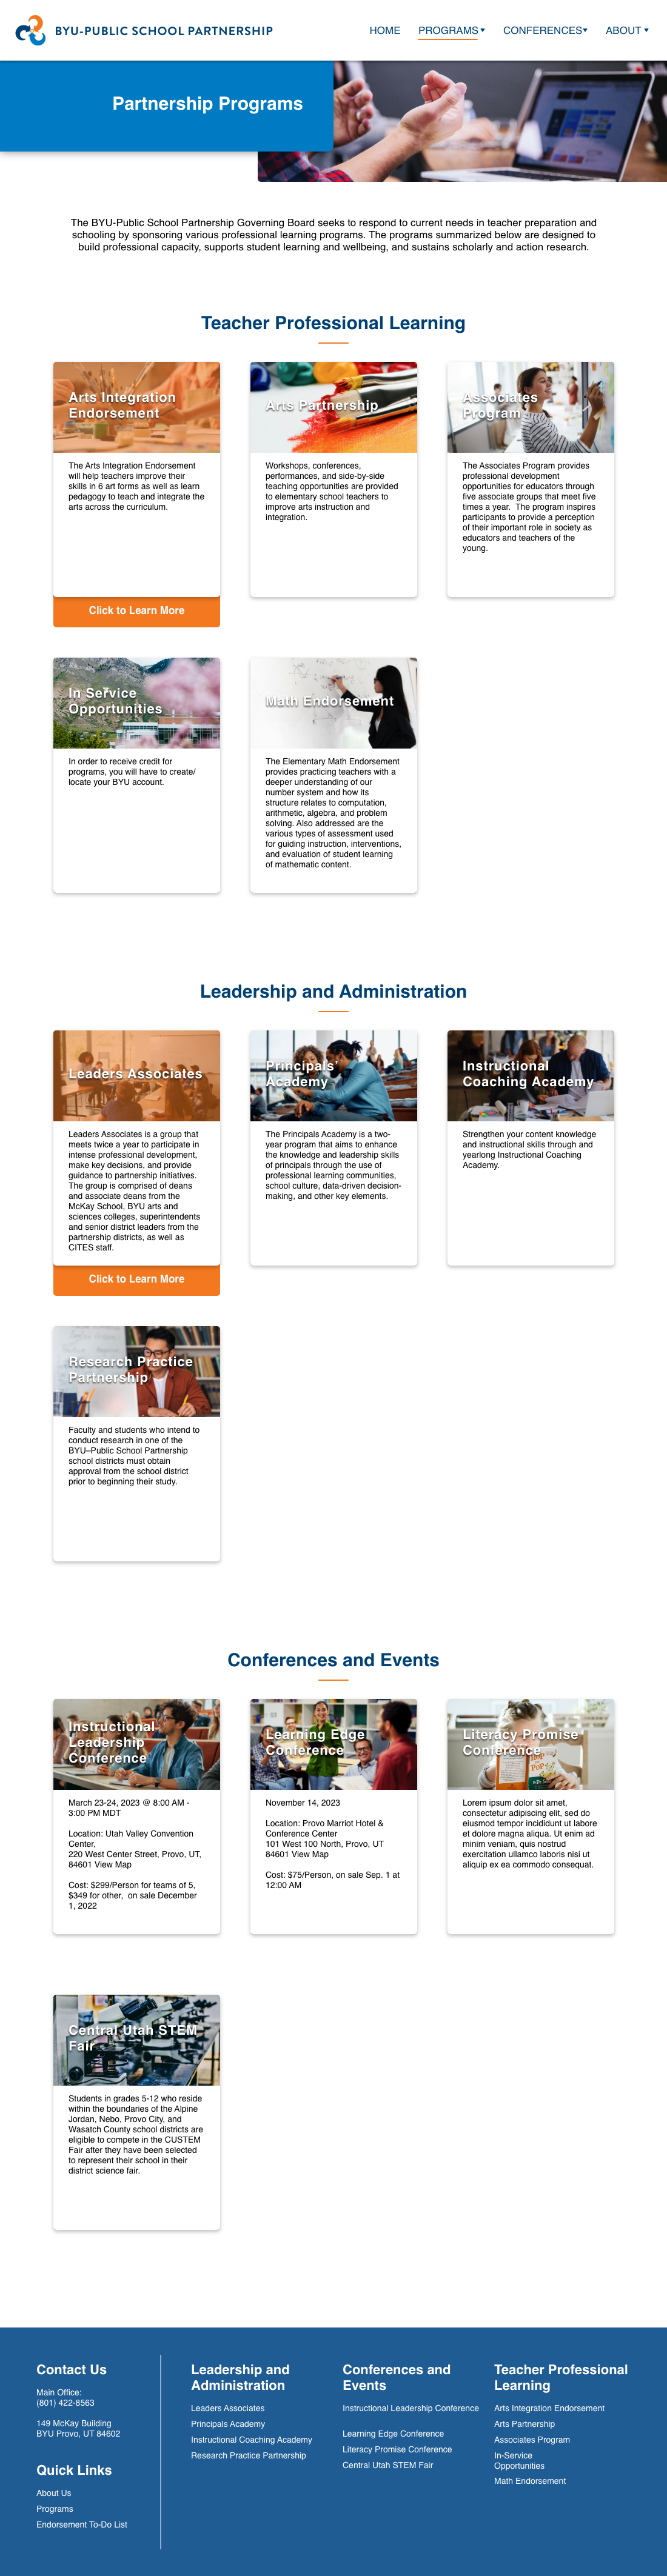 BYU-PUBLIC SCHOOL PARTNERSHIP
HOME PROGRAMS CONFERENCES ABOUT
Partnership Programs
The BYU-Public School Partnership Governing Board seeks to respond to current needs in teacher preparation and
schooling by sponsoring various professional learning programs. The programs summarized below are designed to
build professional capacity, supports student learning and wellbeing, and sustains scholarly and action research.
Teacher Professional Learning
Arts Integration
Endorsement
The Arts Integration Endorsement
will help teachers improve their
skills in 6 art forms as well as learn
pedagogy to teach and integrate the
arts across the curriculum.
Click to Learn More
Arts Partnership
Workshops, conferences,
performances, and side-by-side
teaching opportunities are provided
to elementary school teachers to
improve arts instruction and
integration.
Associates
Program
The Associates Program provides
professional development
opportunities for educators through
five associate groups that meet five
times a year. The program inspires
participants to provide a perception
of their important role in society as
educators and teachers of the
young.
In Service
Opportunities
In order to receive credit for
programs, you will have to create/
locate your BYU account.
Math Endorsement
The Elementary Math Endorsement
provides practicing teachers with a
deeper understanding of our
number system and how its
structure relates to computation,
arithmetic, algebra, and problem
solving. Also addressed are the
various types of assessment used
for guiding instruction, interventions,
and evaluation of student learning
of mathematic content.
Leadership and Administration
Leaders Associates
Leaders Associates is a group that
meets twice a year to participate in
intense professional development,
make key decisions, and provide
guidance to partnership initiatives.
The group is comprised of deans
and associate deans from the
McKay School, BYU arts and
sciences colleges, superintendents
and senior district leaders from the
partnership districts, as well as
CITES staff.
Click to Learn More
Principals
Academy
The Principals Academy is a two-
year program that aims to enhance
the knowledge and leadership skills
of principals through the use of
professional learning communities,
school culture, data-driven decision-
making, and other key elements.
Instructional
Coaching Academy
Strengthen your content knowledge
and instructional skills through and
yearlong Instructional Coaching
Academy.
Research Practice
Partnership
Faculty and students who intend to
conduct research in one of the
BYU–Public School Partnership
school districts must obtain
approval from the school district
prior to beginning their study.
Conferences and Events
Instructional
Leadership
Conference
March 23-24, 2023 @ 8:00 AM -
3:00 PM MDT
Location: Utah Valley Convention
Center,
220 West Center Street, Provo, UT,
84601 View Map
Cost: $299/Person for teams of 5,
$349 for other, on sale December
1, 2022
Learning Edge
Conference
November 14, 2023
Location: Provo Marriot Hotel &
Conference Center
101 West 100 North, Provo, UT
84601 View Map
Cost: $75/Person, on sale Sep. 1 at
12:00 AM
Literacy Promise
Conference
Lorem ipsum dolor sit amet,
consectetur adipiscing elit, sed do
eiusmod tempor incididunt ut labore
et dolore magna aliqua. Ut enim ad
minim veniam, quis nostrud
exercitation ullamco laboris nisi ut
aliquip ex ea commodo consequat.
Central Utah STEM
Fair
Students in grades 5-12 who reside
within the boundaries of the Alpine
Jordan, Nebo, Provo City, and
Wasatch County school districts are
eligible to compete in the CUSTEM
Fair after they have been selected
to represent their school in their
district science fair.
Contact Us
Main Office:
(801) 422-8563
149 McKay Building
BYU Provo, UT 84602
Quick Links
About Us
Programs
Endorsement To-Do List
Leadership and
Administration
Leaders Associates
Principals Academy
Instructional Coaching Academy
Research Practice Partnership
Conferences and
Events
Instructional Leadership Conference
Learning Edge Conference
Literacy Promise Conference
Central Utah STEM Fair
Teacher Professional
Learning
Arts Integration Endorsement
Arts Partnership
Associates Program
In-Service
Opportunities
Math Endorsement